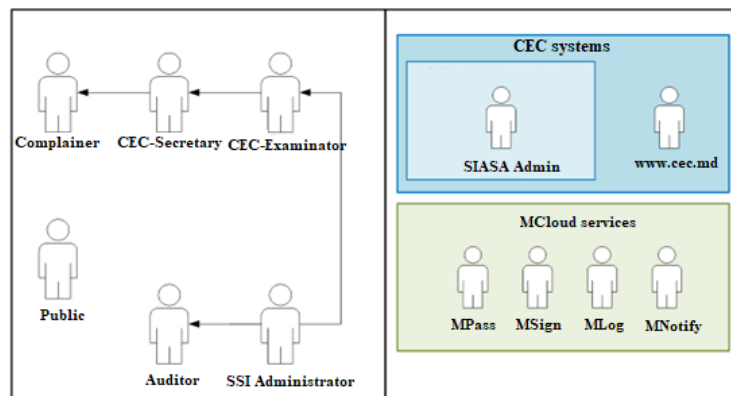 Complainer
CEC-Secretary
CEC-Examinator
Public
Auditor
SSI Administrator
CEC systems
SIASA Admin
www.cec.md
MCloud services
MPass
MSign
MLog
MNotify